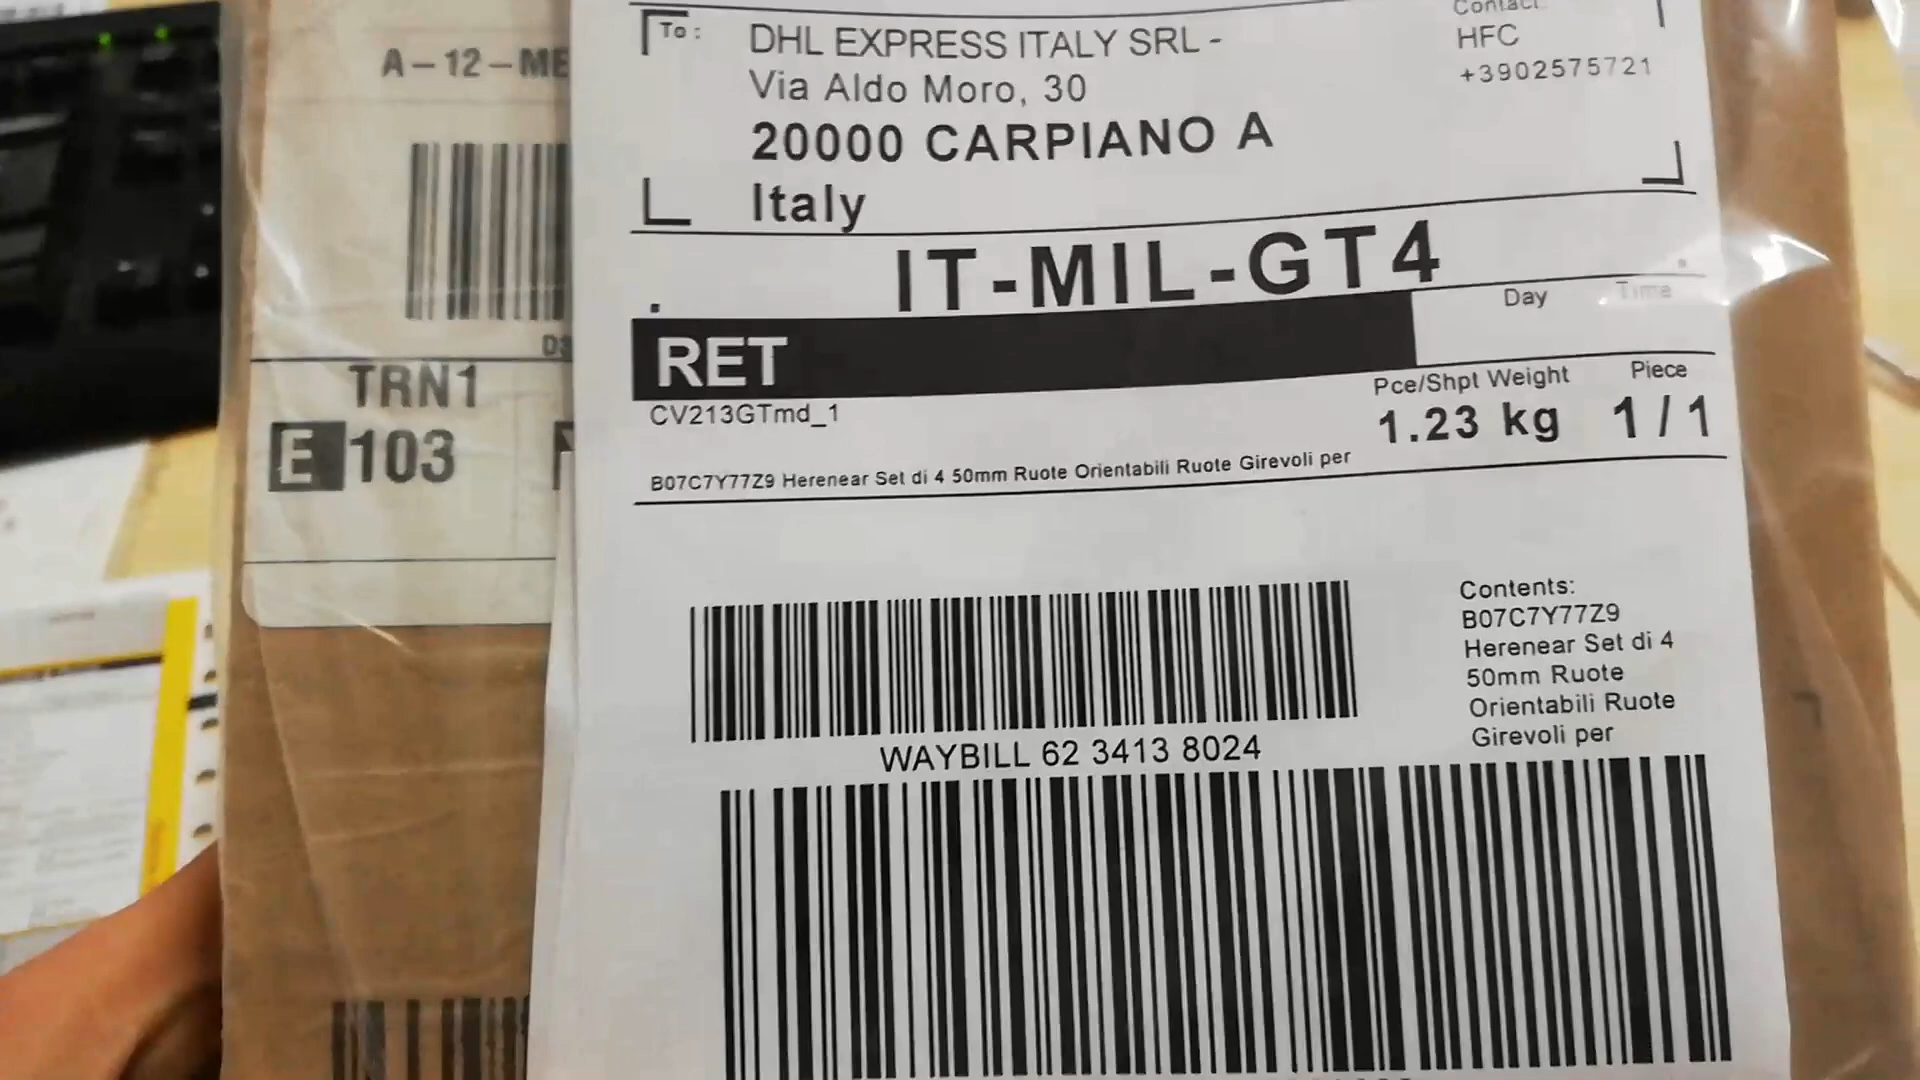 A-12-ME
TRN1
E 103
To:
DHL EXPRESS ITALY SRL -
Via Aldo Moro, 30
20000 CARPIANO A
Italy
Contact:
HFC
+3902575721
IT-MIL-GT4
Day Time
RET
CV213GTmd_1
Pce/Shpt Weight Piece
1.23 kg 1 / 1
B07C7Y77Z9 Herenear Set di 4 50mm Ruote Orientabili Ruote Girevoli per
Contents:
B07C7Y77Z9
Herenear Set di 4
50mm Ruote
Orientabili Ruote
Girevoli per
WAYBILL 62 3413 8024